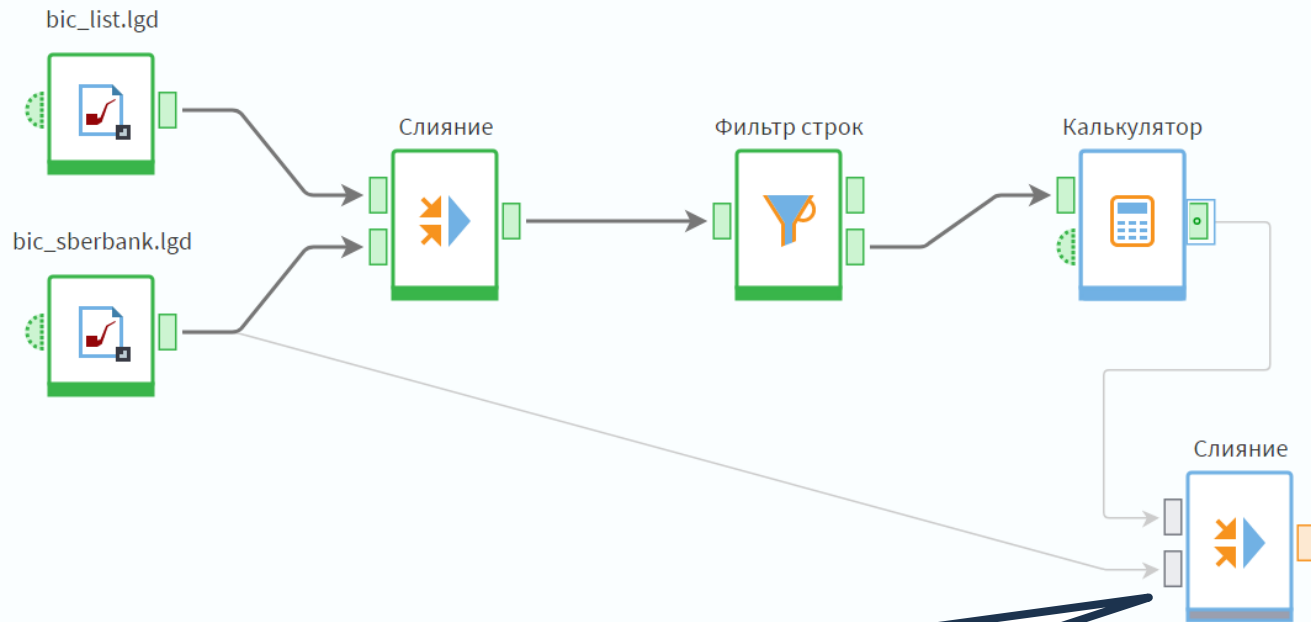 bic_list.lgd
Слияние
Фильтр строк
Калькулятор
bic_sberbank.lgd
Слияние